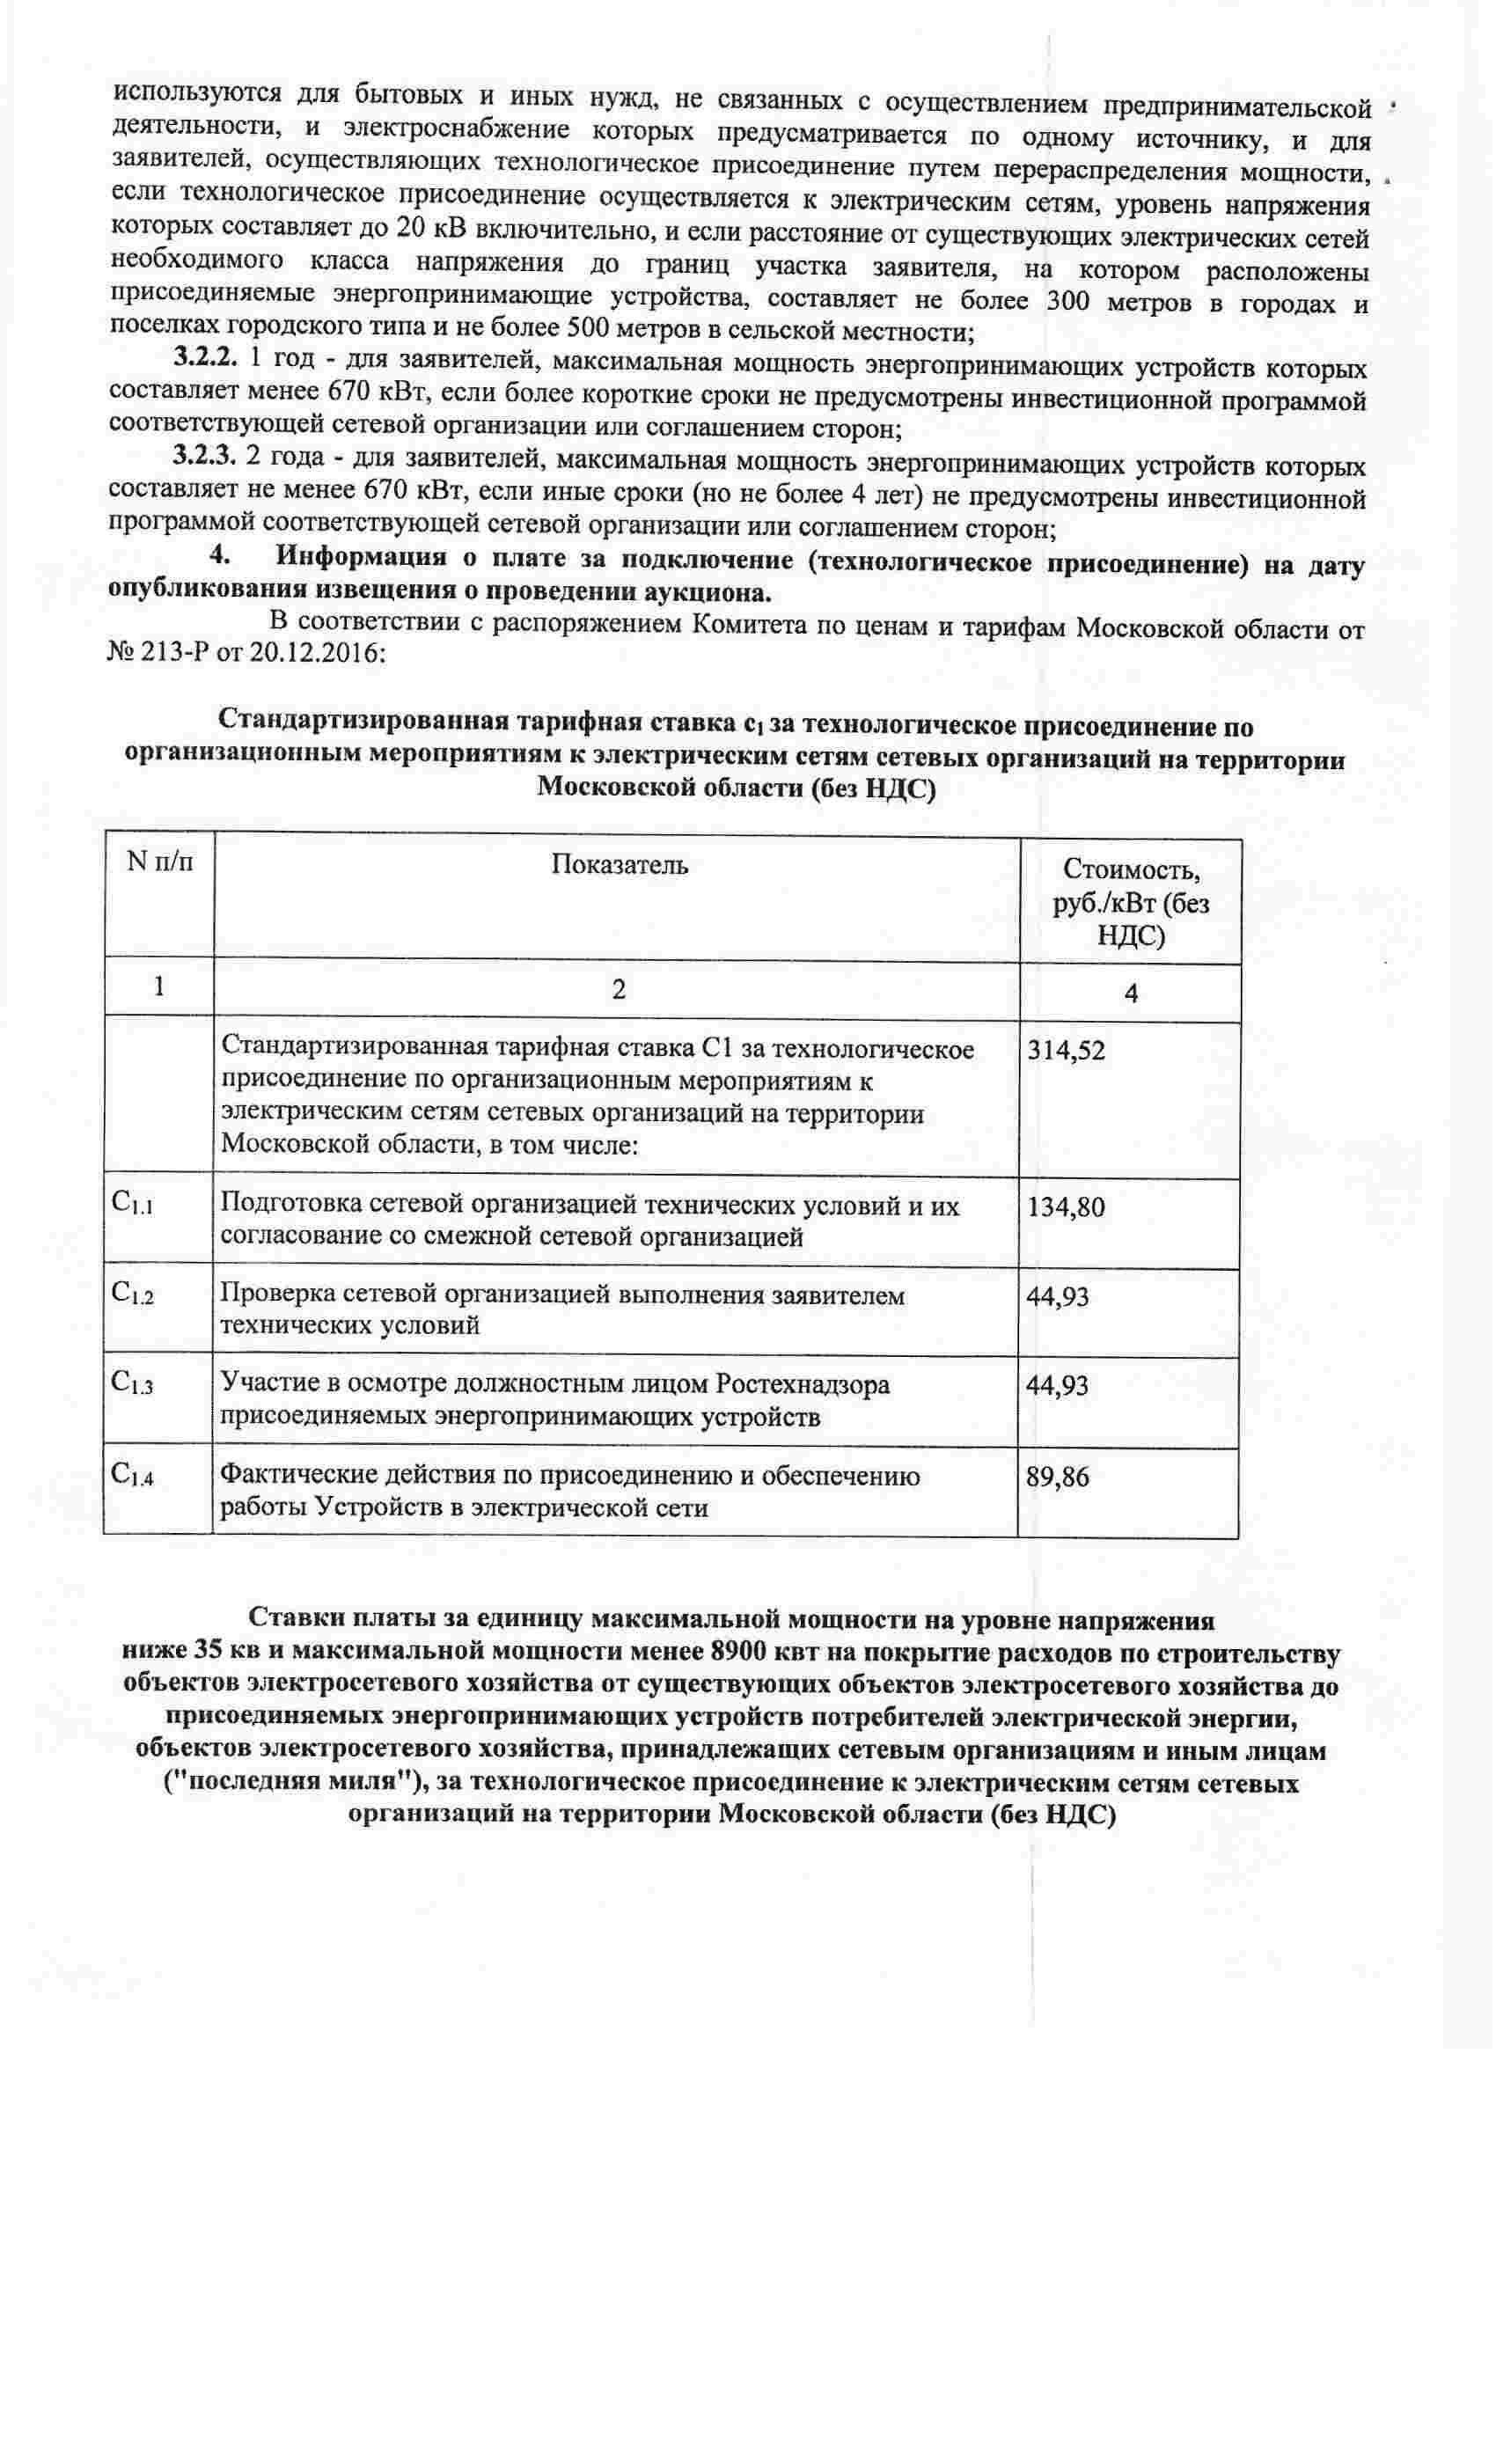 используются для бытовых и иных нужд, не связанных с осуществлением предпринимательской
деятельности, и электроснабжение которых предусматривается по одному источнику, и для
заявителей, осуществляющих технологическое присоединение путем перераспределения мощности,
если технологическое присоединение осуществляется к электрическим сетям, уровень напряжения
которых составляет до 20 кВ включительно, и если расстояние от существующих электрических сетей
необходимого класса напряжения до границ участка заявителя, на котором расположены
присоединяемые энергопринимающие устройства, составляет не более 300 метров в городах и
поселках городского типа и не более 500 метров в сельской местности;
3.2.2. 1 год - для заявителей, максимальная мощность энергопринимающих устройств которых
составляет менее 670 кВт, если более короткие сроки не предусмотрены инвестиционной программой
соответствующей сетевой организации или соглашением сторон;
3.2.3. 2 года - для заявителей, максимальная мощность энергопринимающих устройств которых
составляет не менее 670 кВт, если иные сроки (но не более 4 лет) не предусмотрены инвестиционной
программой соответствующей сетевой организации или соглашением сторон;
4. Информация о плате за подключение (технологическое присоединение) на дату
опубликования извещения о проведении аукциона.
В соответствии с распоряжением Комитета по ценам и тарифам Московской области от
№ 213-Р от 20.12.2016:
Стандартизированная тарифная ставка с1 за технологическое присоединение по
организационным мероприятиям к электрическим сетям сетевых организаций на территории
Московской области (без НДС)
N п/п
Показатель
Стоимость,
руб./кВт (без
НДС)
1
2
4
Стандартизированная тарифная ставка С1 за технологическое
присоединение по организационным мероприятиям к
электрическим сетям сетевых организаций на территории
Московской области, в том числе:
314,52
С1.1
Подготовка сетевой организацией технических условий и их
согласование со смежной сетевой организацией
134,80
С1.2
Проверка сетевой организацией выполнения заявителем
технических условий
44,93
С1.3
Участие в осмотре должностным лицом Ростехнадзора
присоединяемых энергопринимающих устройств
44,93
С1.4
Фактические действия по присоединению и обеспечению
работы Устройств в электрической сети
89,86
Ставки платы за единицу максимальной мощности на уровне напряжения
ниже 35 кв и максимальной мощности менее 8900 квт на покрытие расходов по строительству
объектов электросетевого хозяйства от существующих объектов электросетевого хозяйства до
присоединяемых энергопринимающих устройств потребителей электрической энергии,
объектов электросетевого хозяйства, принадлежащих сетевым организациям и иным лицам
("последняя миля"), за технологическое присоединение к электрическим сетям сетевых
организаций на территории Московской области (без НДС)